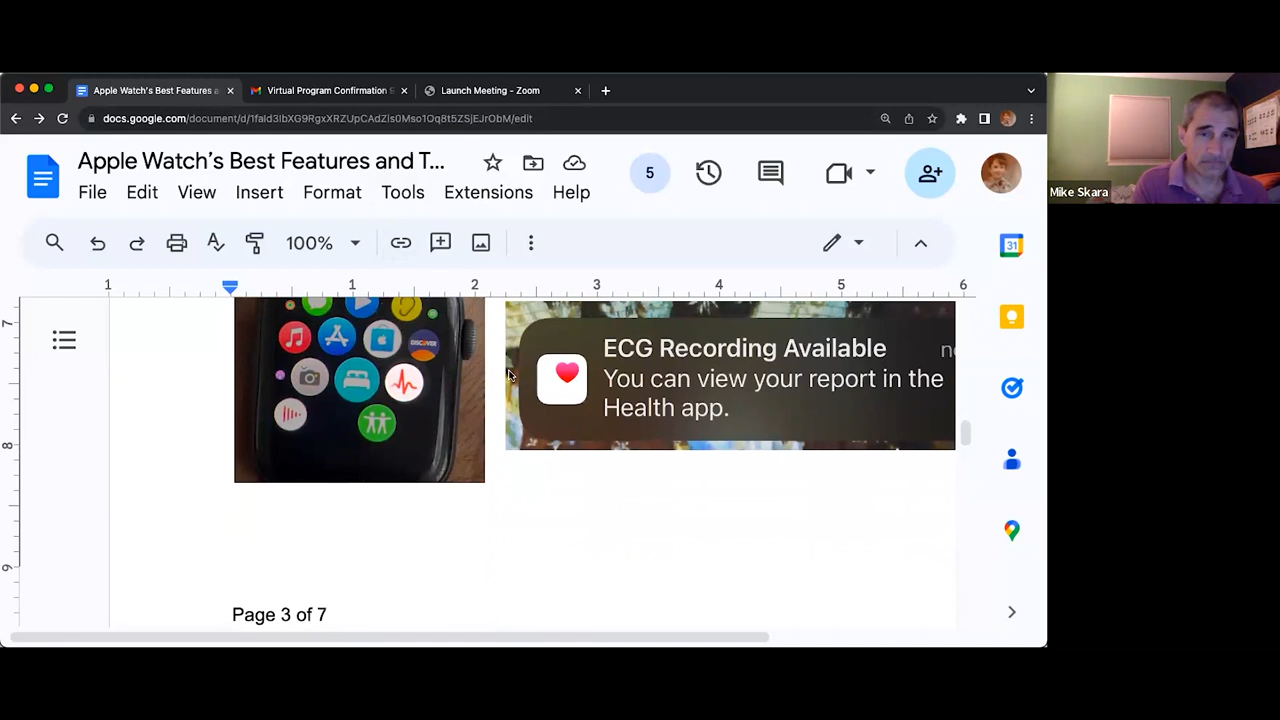 Apple Watch's Best Features a
Virtual Program Confirmation
Launch Meeting - Zoom
docs.google.com/document/d/1fald3lbXG9RgxXRZUpCAdZIs0Mso1Oq8t5ZSjEJrObM/edit
Mike Skara
Apple Watch's Best Features and T...
5
File Edit View Insert Format Tools Extensions Help
100%
31
1 1 2 3 4 5 6
7
8
9
DISCOVER
ECG Recording Available
You can view your report in the
Health app.
Page 3 of 7